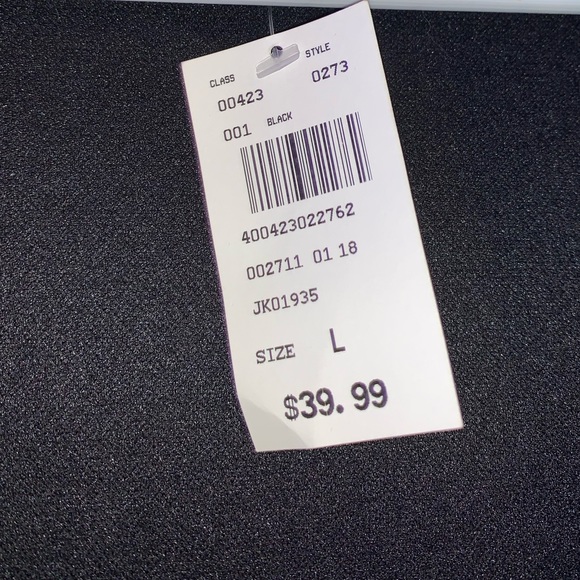 CLASS STYLE
00423 0273
001 BLACK
400423022762
002711 01 18
JK01935
SIZE L
$39.99